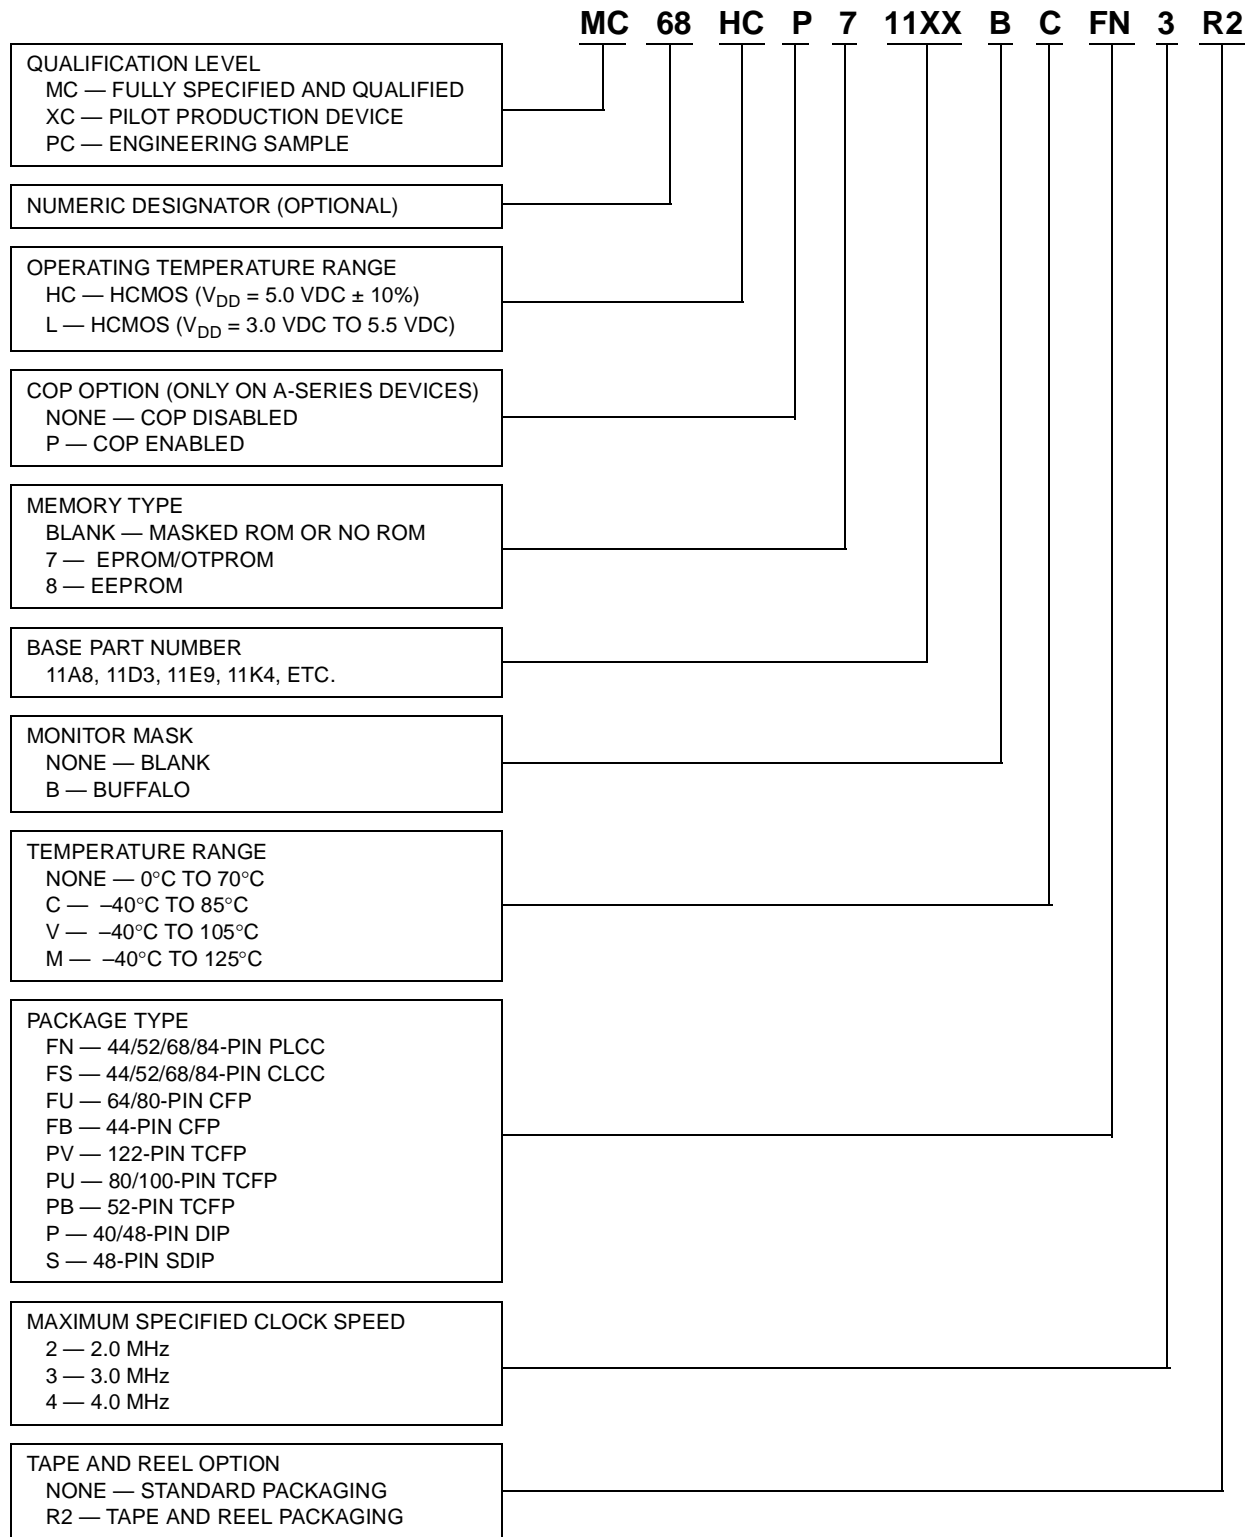 MC 68 HC P 7 11XX B C FN 3 R2
QUALIFICATION LEVEL
MC — FULLY SPECIFIED AND QUALIFIED
XC — PILOT PRODUCTION DEVICE
PC — ENGINEERING SAMPLE
NUMERIC DESIGNATOR (OPTIONAL)
OPERATING TEMPERATURE RANGE
HC — HCMOS (VDD = 5.0 VDC ± 10%)
L — HCMOS (VDD = 3.0 VDC TO 5.5 VDC)
COP OPTION (ONLY ON A-SERIES DEVICES)
NONE — COP DISABLED
P — COP ENABLED
MEMORY TYPE
BLANK — MASKED ROM OR NO ROM
7 — EPROM/OTPROM
8 — EEPROM
BASE PART NUMBER
11A8, 11D3, 11E9, 11K4, ETC.
MONITOR MASK
NONE — BLANK
B — BUFFALO
TEMPERATURE RANGE
NONE — 0°C TO 70°C
C — –40°C TO 85°C
V — –40°C TO 105°C
M — –40°C TO 125°C
PACKAGE TYPE
FN — 44/52/68/84-PIN PLCC
FS — 44/52/68/84-PIN CLCC
FU — 64/80-PIN CFP
FB — 44-PIN CFP
PV — 122-PIN TCFP
PU — 80/100-PIN TCFP
PB — 52-PIN TCFP
P — 40/48-PIN DIP
S — 48-PIN SDIP
MAXIMUM SPECIFIED CLOCK SPEED
2 — 2.0 MHz
3 — 3.0 MHz
4 — 4.0 MHz
TAPE AND REEL OPTION
NONE — STANDARD PACKAGING
R2 — TAPE AND REEL PACKAGING